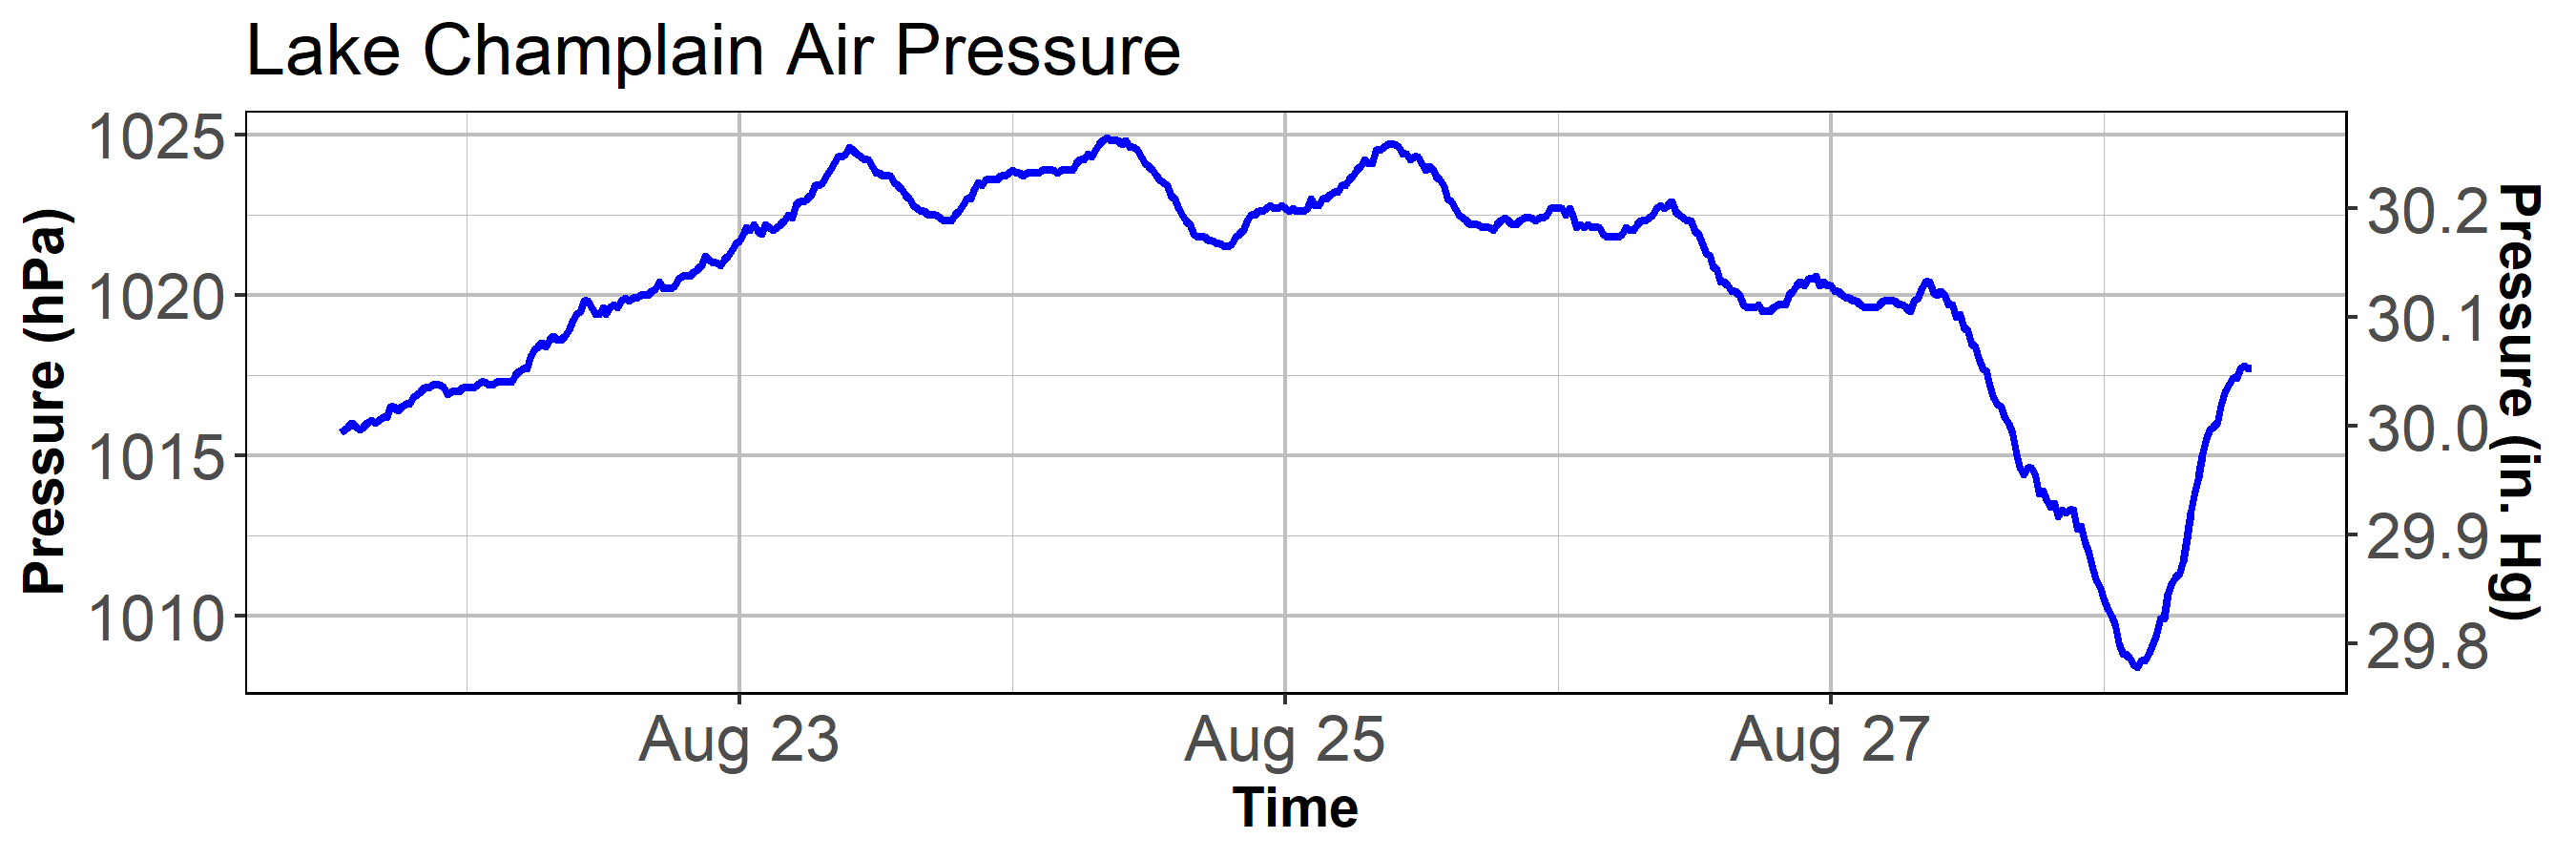 Lake Champlain Air Pressure
1025
1020
1015
1010
Pressure (hPa)
30.2
30.1
30.0
29.9
29.8
Pressure (in. Hg)
Aug 23
Aug 25
Aug 27
Time